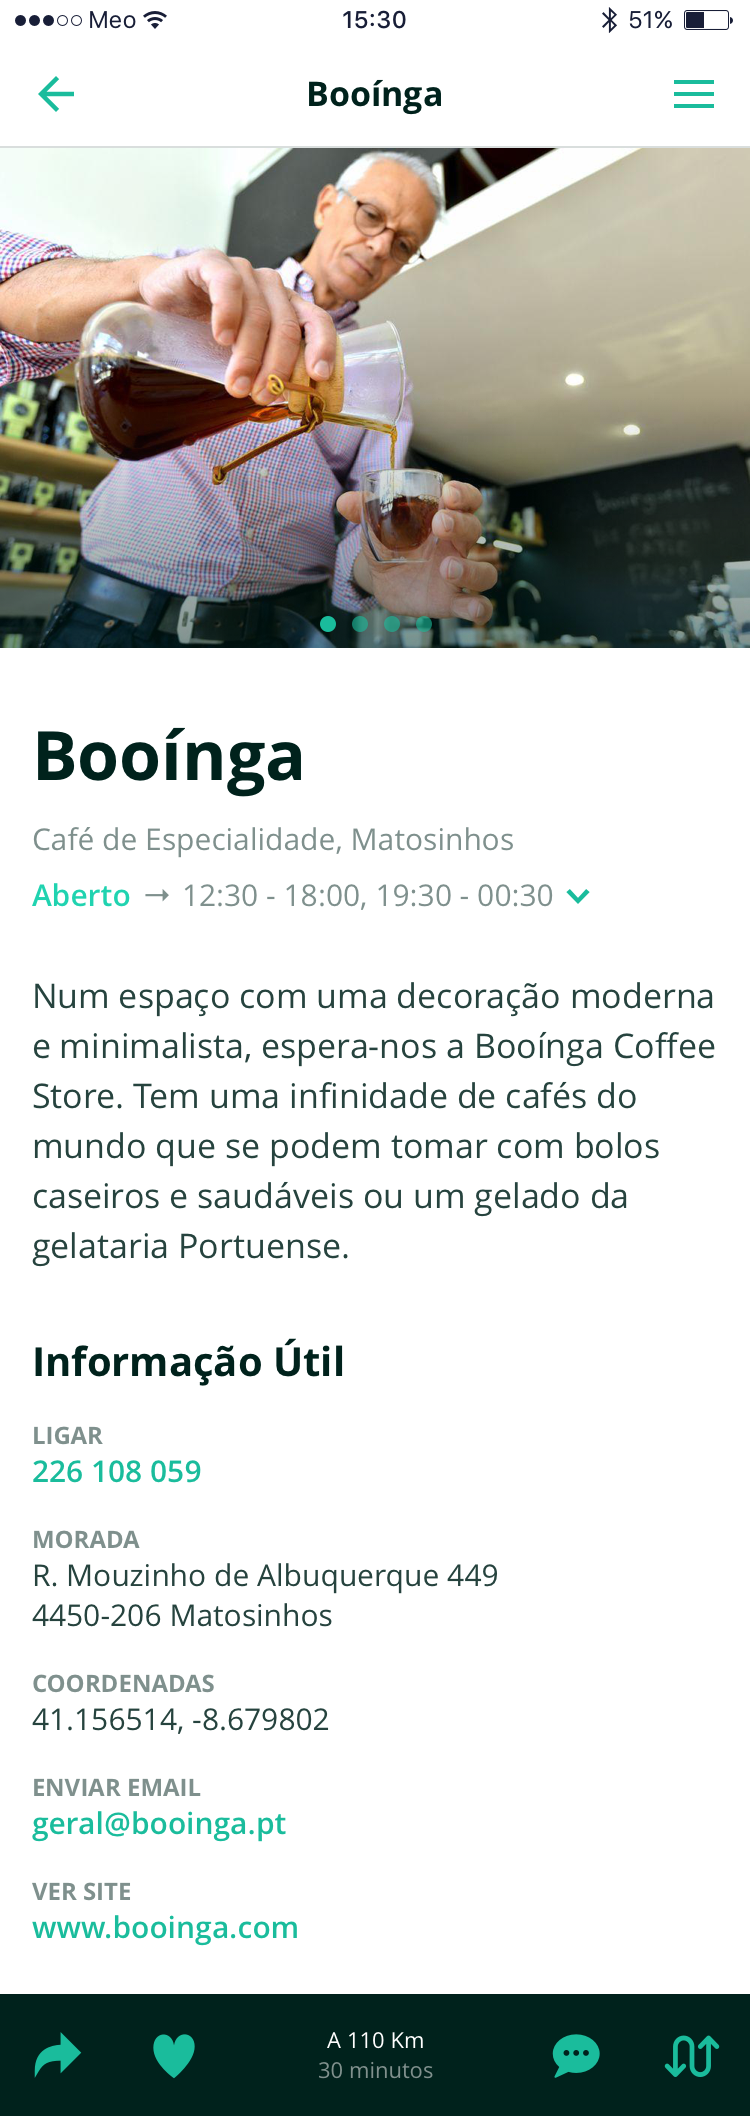 Meo 15:30 51%
Booínga
Booínga
Café de Especialidade, Matosinhos
Aberto → 12:30 - 18:00, 19:30 - 00:30
Num espaço com uma decoração moderna
e minimalista, espera-nos a Booínga Coffee
Store. Tem uma infinidade de cafés do
mundo que se podem tomar com bolos
caseiros e saudáveis ou um gelado da
gelataria Portuense.
Informação Útil
LIGAR
226 108 059
MORADA
R. Mouzinho de Albuquerque 449
4450-206 Matosinhos
COORDENADAS
41.156514, -8.679802
ENVIAR EMAIL
geral@booinga.pt
VER SITE
www.booinga.com
A 110 Km
30 minutos